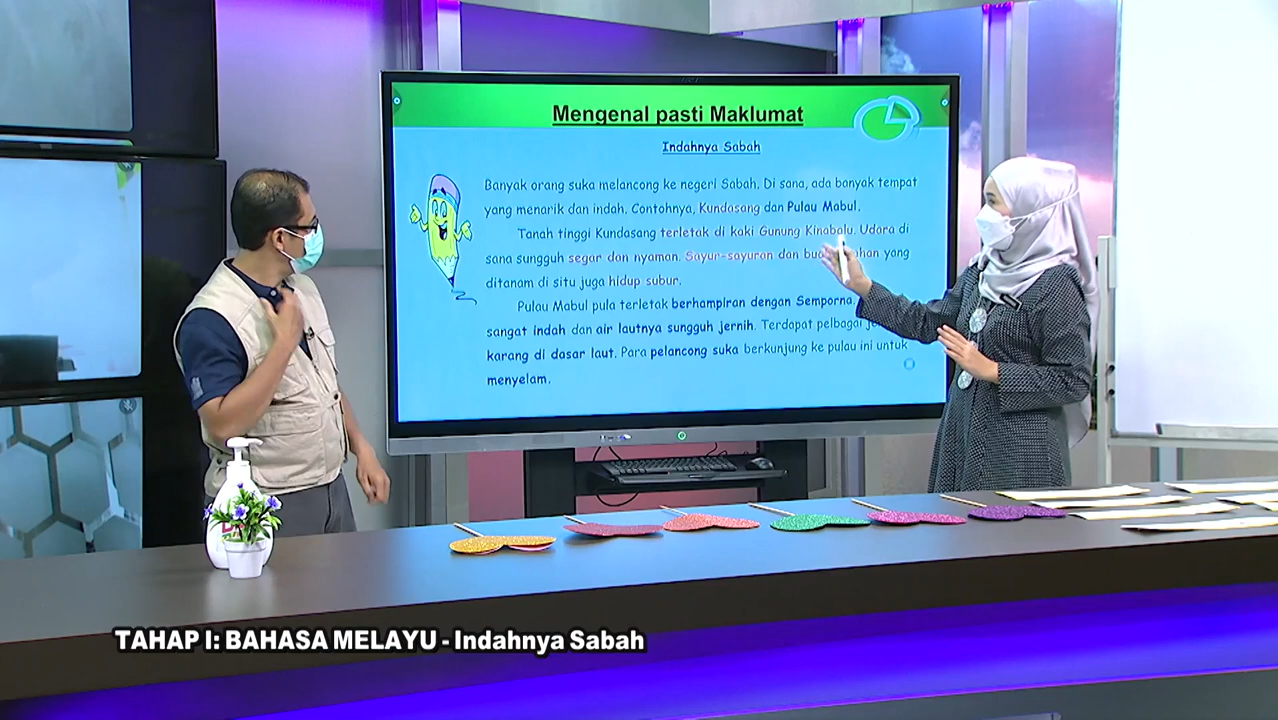 Mengenal pasti Maklumat
Indahnya Sabah
Banyak orang suka melancong ke negeri Sabah. Di sana, ada banyak tempat
yang menarik dan indah. Contohnya, Kundasang dan Pulau Mabul.
Tanah tinggi Kundasang terletak di kaki Gunung Kinabalu. Udara di
sana sungguh segar dan nyaman. Sayur-sayuran dan yang
ditanam di situ juga hidup subur.
Pulau Mabul pula terletak berhampiran dengan Semporna.
sangat indah dan air lautnya sungguh jernih. Terdapat pelbagai
karang di dasar laut. Para pelancong suka berkunjung ke pulau ini untuk
menyelam.
TAHAP I: BAHASA MELAYU - Indahnya Sabah